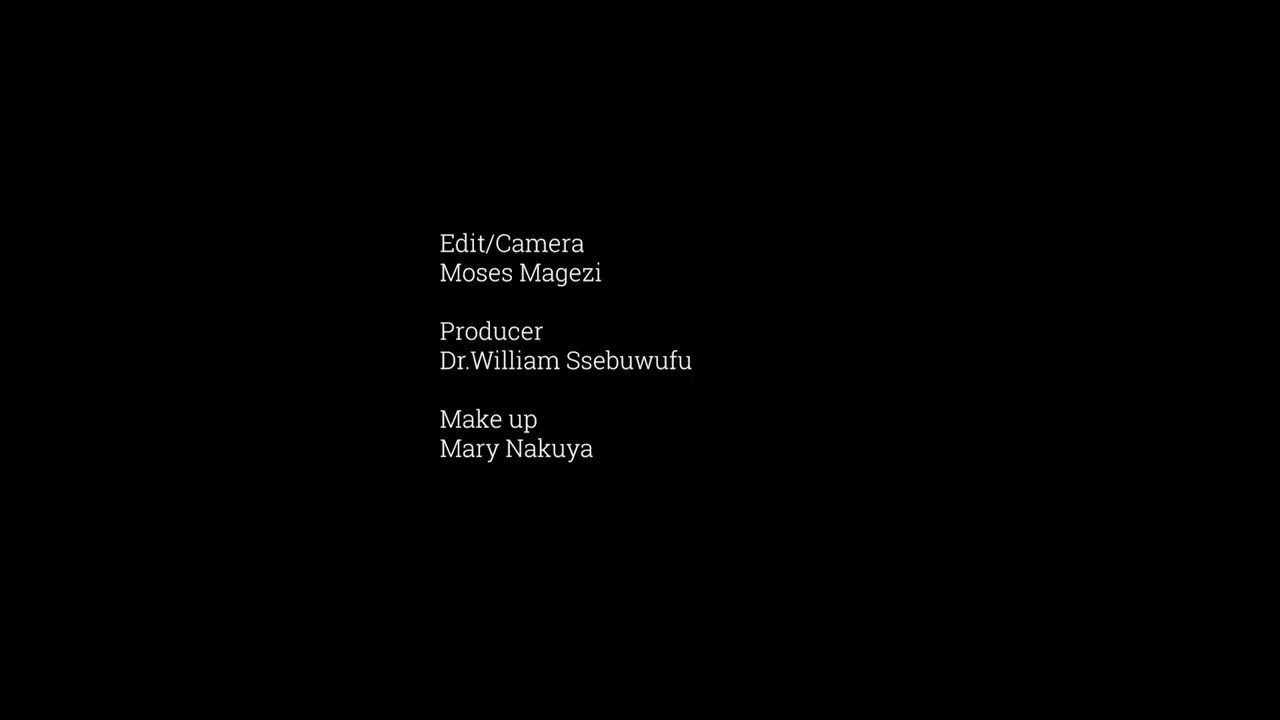 Edit/Camera
Moses Magezi
Producer
Dr.William Ssebuwufu
Make up
Mary Nakuya